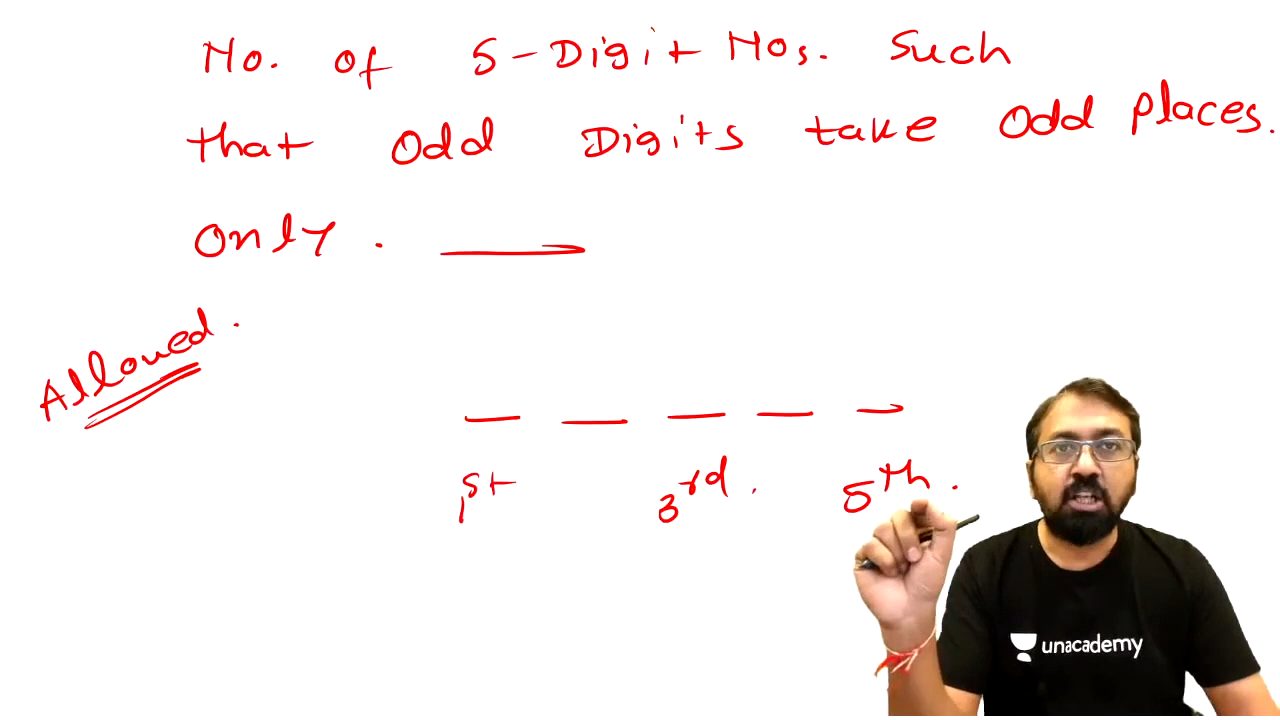 No. of 5-Digit Nos. Such
that Odd Digits take Odd Places.
Only.
Allowed.
1st 3rd. 5th.
unacademy